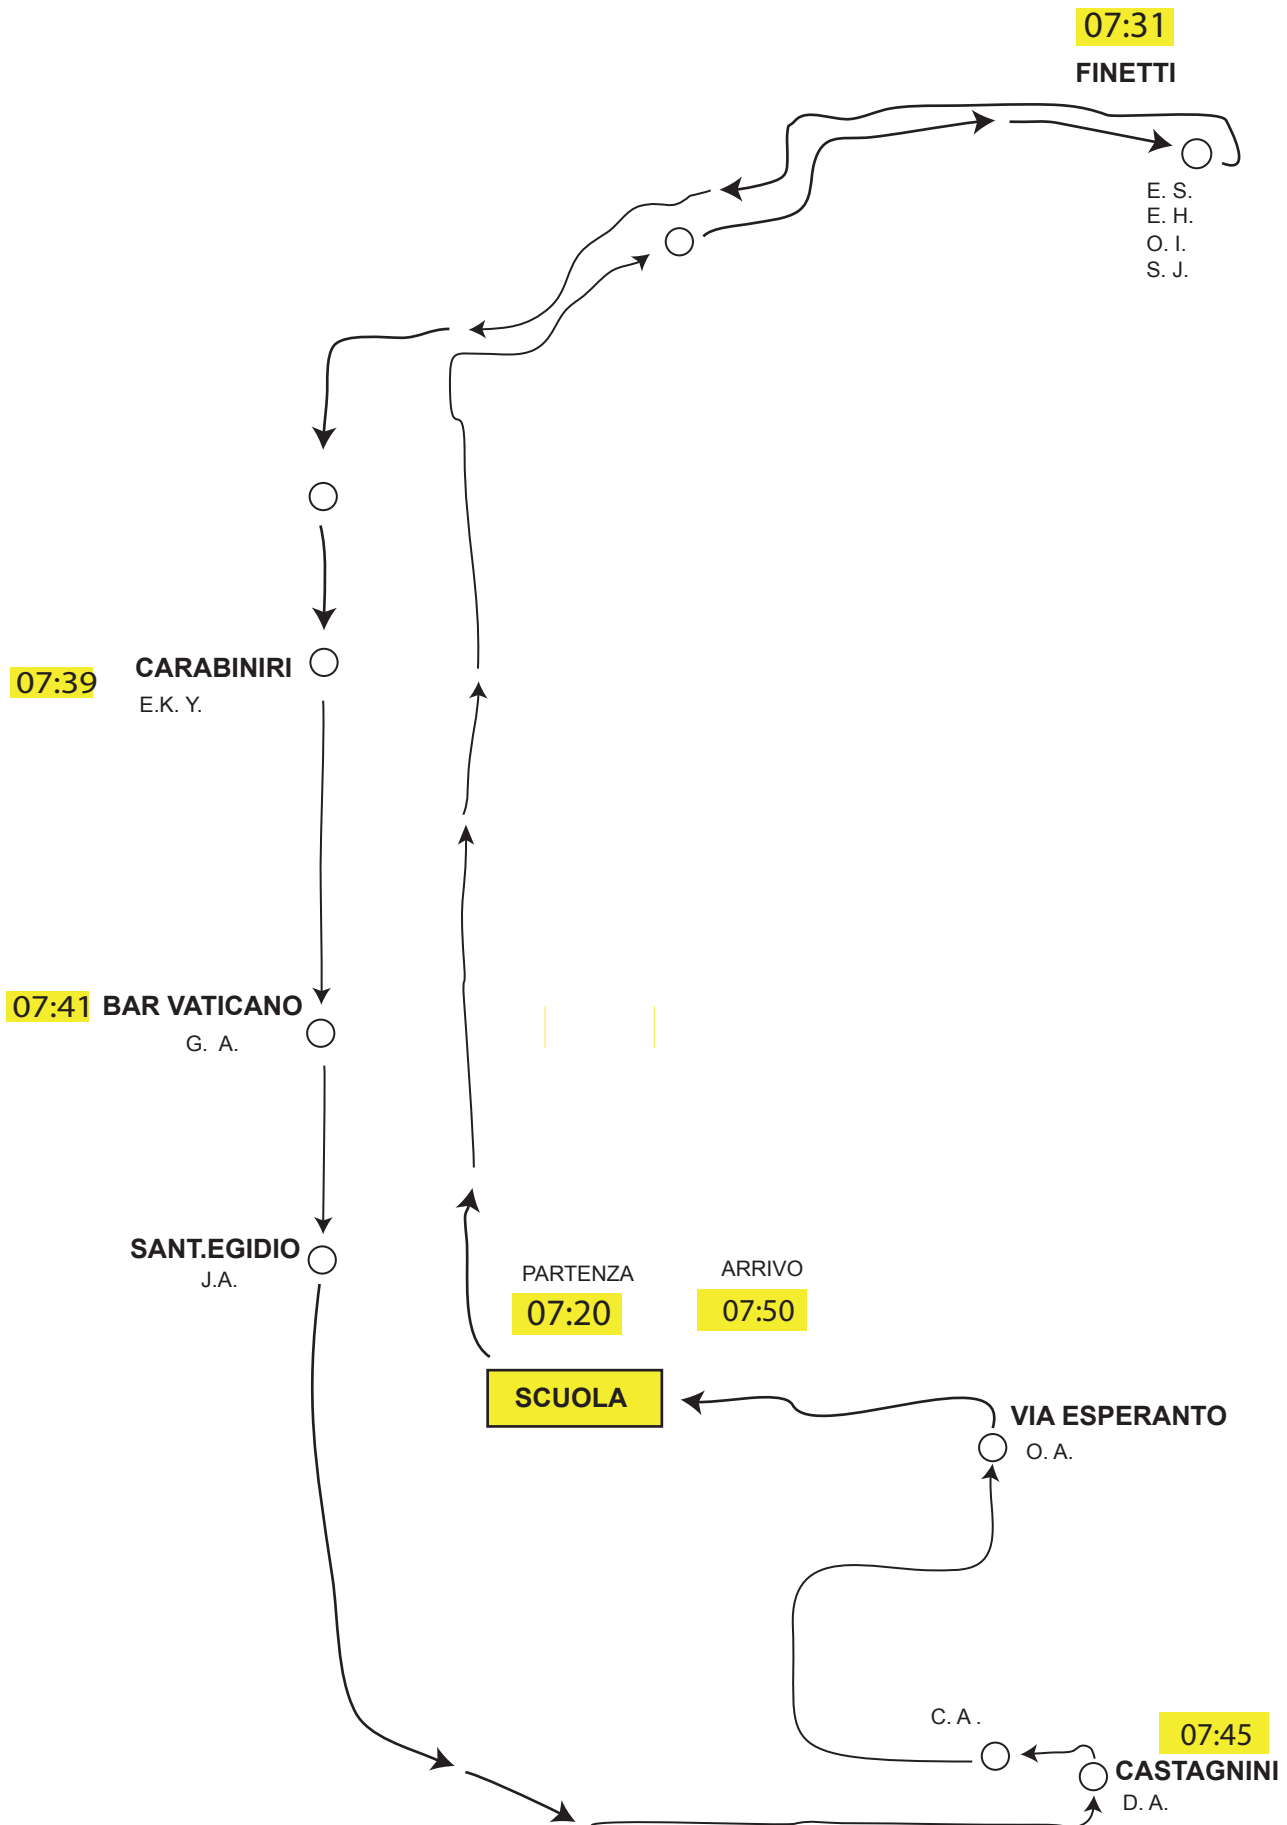 07:31
FINETTI
E. S.
E. H.
O. I.
S. J.
07:39
CARABINIRI
E.K. Y.
07:41
BAR VATICANO
G. A.
SANT.EGIDIO
J.A.
PARTENZA
07:20
ARRIVO
07:50
SCUOLA
VIA ESPERANTO
O. A.
C. A .
07:45
CASTAGNINI
D. A.